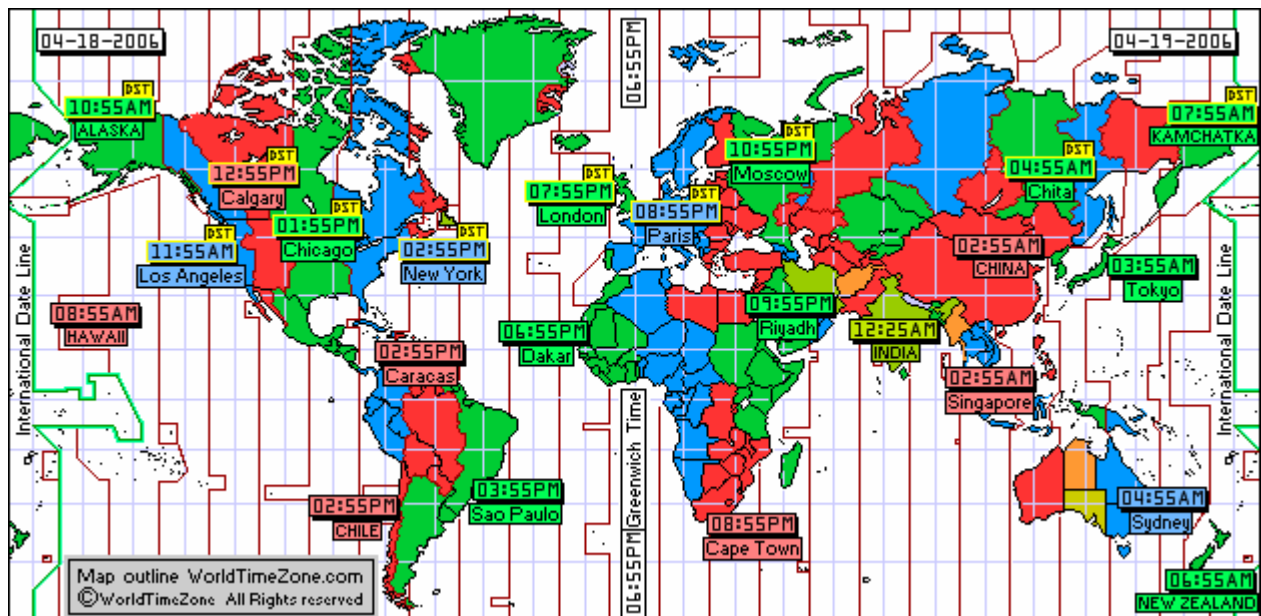 04-18-2006
06:55PM
04-19-2006
DST
10:55AM
ALASKA
DST
07:55AM
KAMCHATKA
DST
12:55PM
Calgary
DST
10:55PM
Moscow
DST
04:55AM
Chita
DST
07:55PM
London
DST
08:55PM
Paris
DST
01:55PM
Chicago
DST
11:55AM
Los Angeles
DST
02:55PM
New York
02:55AM
CHINA
03:55AM
Tokyo
International Date Line
International Date Line
08:55AM
HAWAII
06:55PM
Dakar
09:55PM
Riyadh
12:25AM
INDIA
02:55PM
Caracas
02:55AM
Singapore
06:55PM Greenwich Time
02:55PM
CHILE
03:55PM
Sao Paulo
08:55PM
Cape Town
04:55AM
Sydney
06:55AM
NEW ZEALAND
Map outline WorldTimeZone.com
©WorldTimeZone All Rights reserved